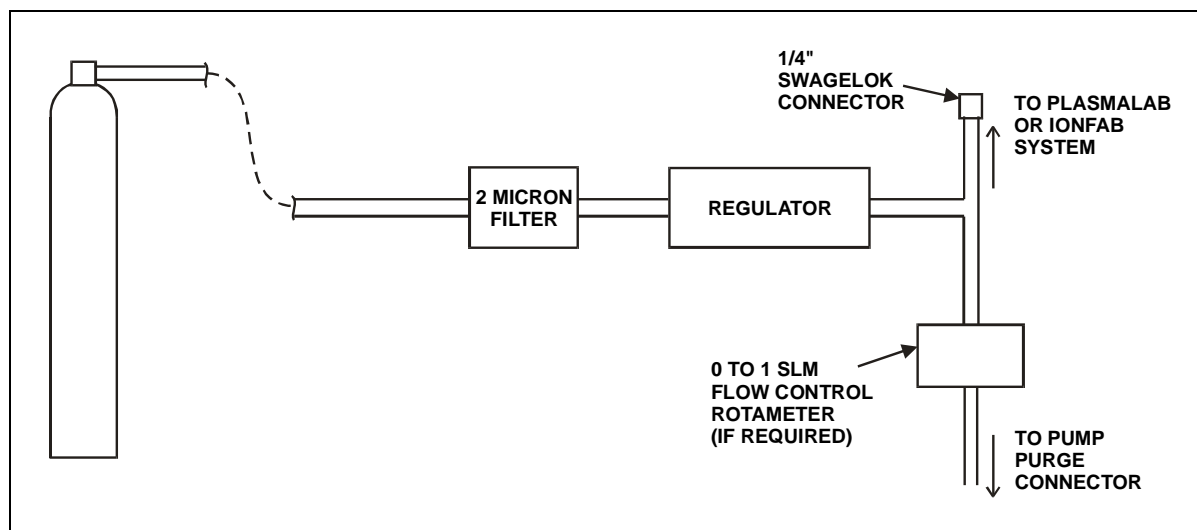 1/4"
SWAGELOK
CONNECTOR
TO PLASMALAB
OR IONFAB
SYSTEM
2 MICRON
FILTER
REGULATOR
0 TO 1 SLM
FLOW CONTROL
ROTAMETER
(IF REQUIRED)
TO PUMP
PURGE
CONNECTOR